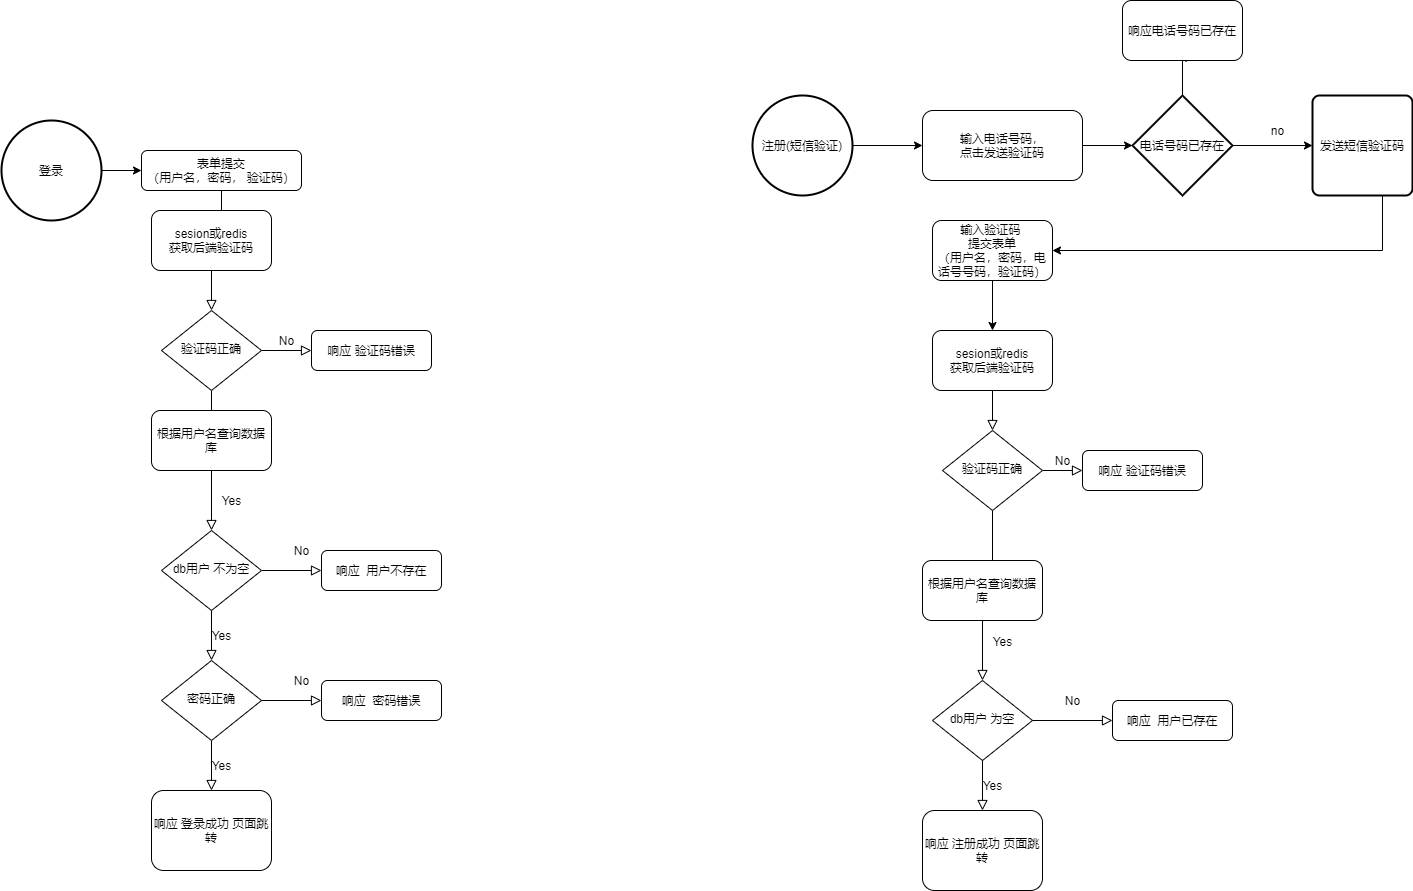 登录
表单提交
（用户名，密码， 验证码）
sesion或redis
获取后端验证码
验证码正确
No
响应 验证码错误
根据用户名查询数据
库
Yes
db用户 不为空
No
响应 用户不存在
Yes
密码正确
No
响应 密码错误
Yes
响应 登录成功 页面跳
转
响应电话号码已存在
注册(短信验证)
输入电话号码，
点击发送验证码
电话号码已存在
no
发送短信验证码
输入验证码
提交表单
（用户名，密码，电
话号号码，验证码）
sesion或redis
获取后端验证码
验证码正确
No
响应 验证码错误
根据用户名查询数据
库
Yes
db用户 为空
No
响应 用户已存在
Yes
响应 注册成功 页面跳
转